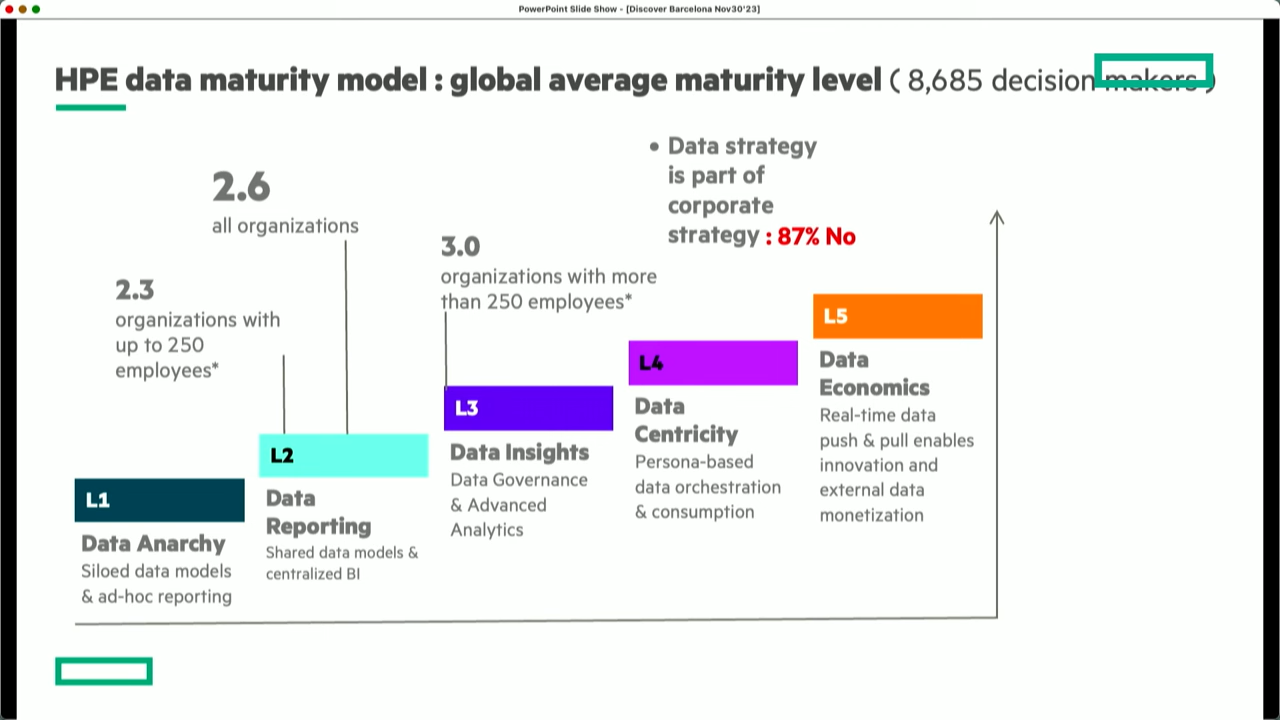 PowerPoint Slide Show - [Discover Barcelona Nov30'23]
HPE data maturity model : global average maturity level ( 8,685 decision makers )
• Data strategy
is part of
corporate
strategy : 87% No
2.6
all organizations
3.0
organizations with more
than 250 employees*
2.3
organizations with
up to 250
employees*
L5
Data
Economics
Real-time data
push & pull enables
innovation and
external data
monetization
L4
Data
Centricity
Persona-based
data orchestration
& consumption
L3
Data Insights
Data Governance
& Advanced
Analytics
L2
Data
Reporting
Shared data models &
centralized BI
L1
Data Anarchy
Siloed data models
& ad-hoc reporting